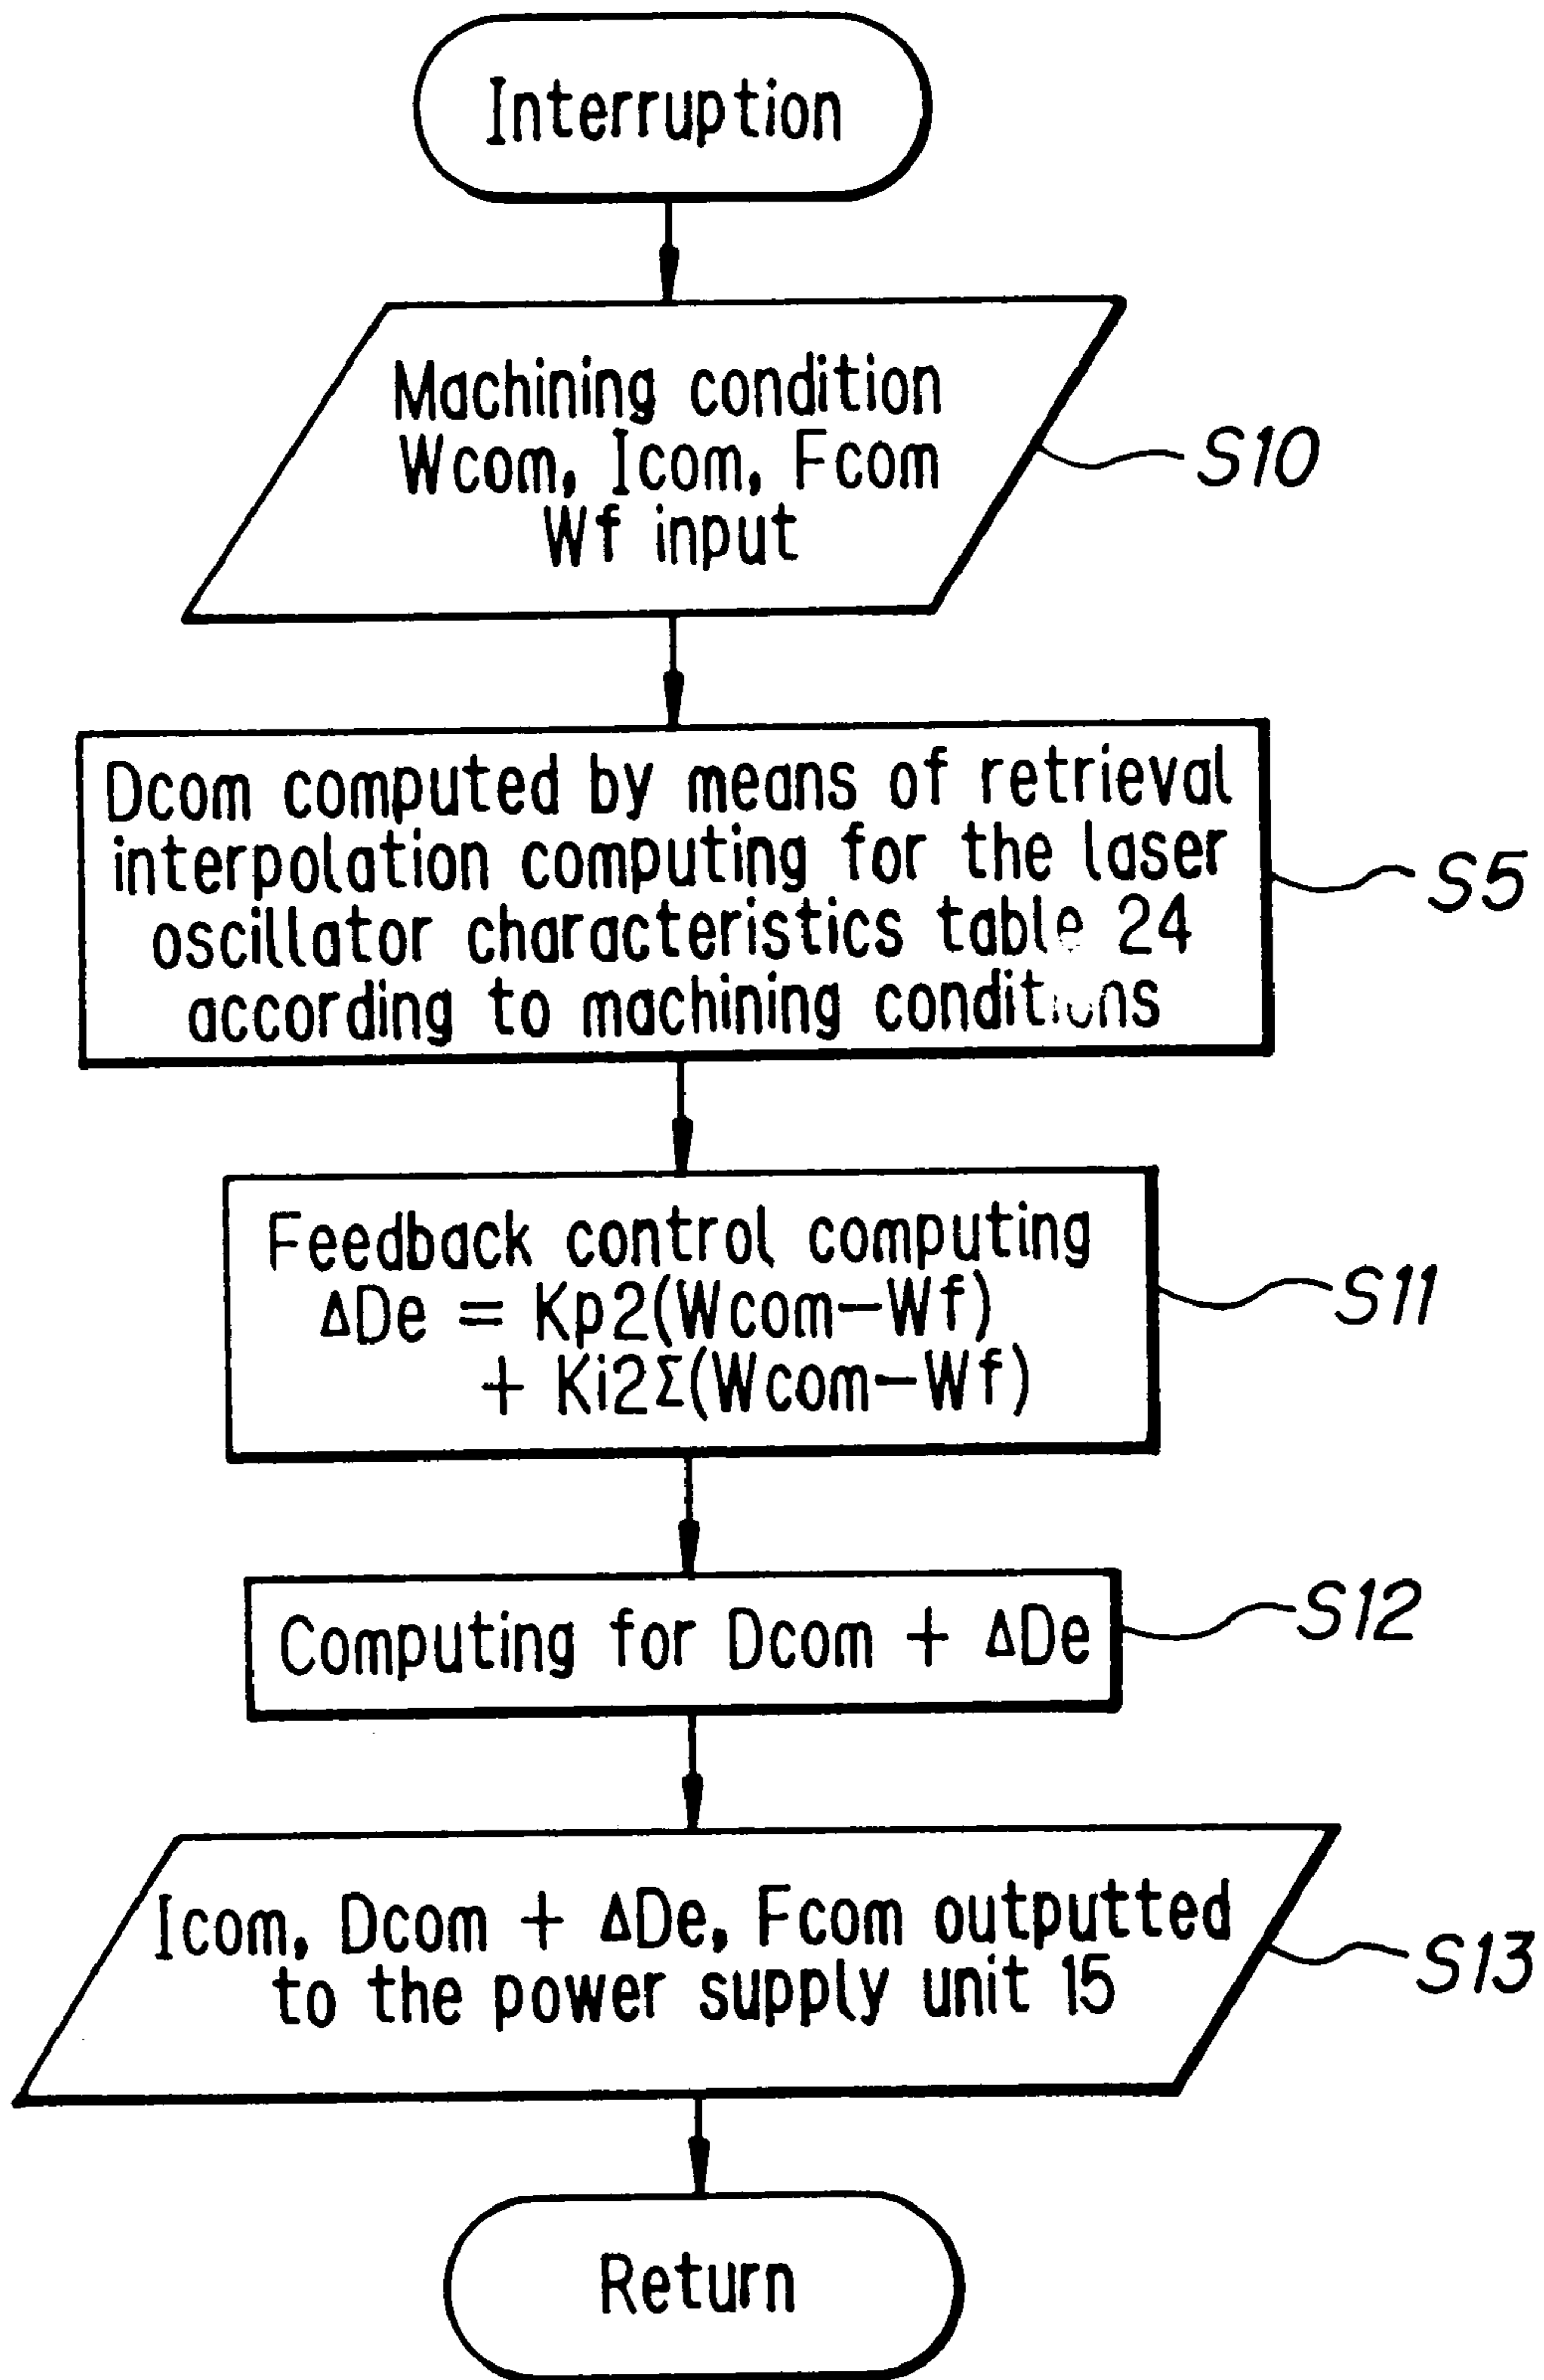 Interruption
Machining condition
Wcom, Icom, Fcom
Wf input
S10
Dcom computed by means of retrieval
interpolation computing for the laser
oscillator characteristics table 24
according to machining conditions
S5
Feedback control computing
ΔDe = Kp2(Wcom–Wf)
+ Ki2Σ(Wcom–Wf)
S11
Computing for Dcom + ΔDe
S12
Icom, Dcom + ΔDe, Fcom outputted
to the power supply unit 15
S13
Return